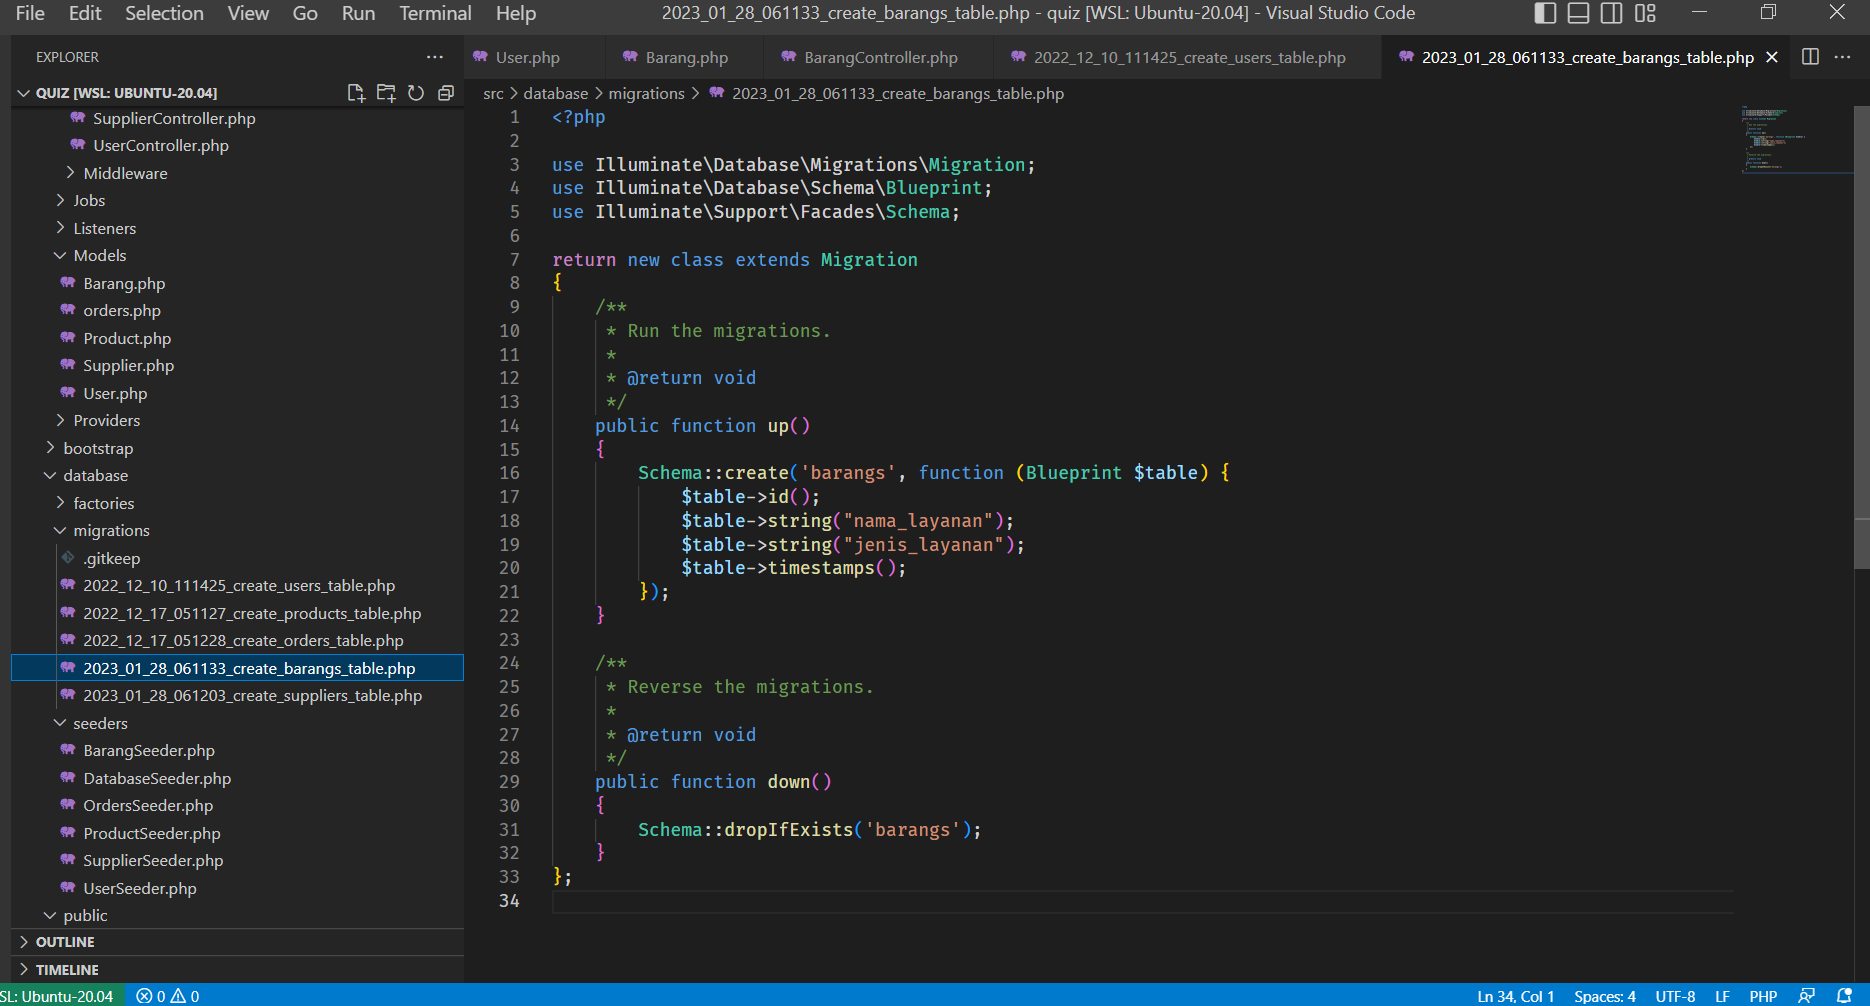 File Edit Selection View Go Run Terminal Help 2023_01_28_061133_create_barangs_table.php - quiz [WSL: Ubuntu-20.04] - Visual Studio Code
EXPLORER
QUIZ [WSL: UBUNTU-20.04]
SupplierController.php
UserController.php
Middleware
Jobs
Listeners
Models
Barang.php
orders.php
Product.php
Supplier.php
User.php
Providers
bootstrap
database
factories
migrations
.gitkeep
2022_12_10_111425_create_users_table.php
2022_12_17_051127_create_products_table.php
2022_12_17_051228_create_orders_table.php
2023_01_28_061133_create_barangs_table.php
2023_01_28_061203_create_suppliers_table.php
seeders
BarangSeeder.php
DatabaseSeeder.php
OrdersSeeder.php
ProductSeeder.php
SupplierSeeder.php
UserSeeder.php
public
OUTLINE
TIMELINE
User.php Barang.php BarangController.php 2022_12_10_111425_create_users_table.php 2023_01_28_061133_create_barangs_table.php
src > database > migrations > 2023_01_28_061133_create_barangs_table.php
1 <?php
2
3 use Illuminate\Database\Migrations\Migration;
4 use Illuminate\Database\Schema\Blueprint;
5 use Illuminate\Support\Facades\Schema;
6
7 return new class extends Migration
8 {
9 /**
10 * Run the migrations.
11 *
12 * @return void
13 */
14 public function up()
15 {
16 Schema::create('barangs', function (Blueprint $table) {
17 $table->id();
18 $table->string("nama_layanan");
19 $table->string("jenis_layanan");
20 $table->timestamps();
21 });
22 }
23
24 /**
25 * Reverse the migrations.
26 *
27 * @return void
28 */
29 public function down()
30 {
31 Schema::dropIfExists('barangs');
32 }
33 };
34
SL: Ubuntu-20.04 0 0 Ln 34, Col 1 Spaces: 4 UTF-8 LF PHP